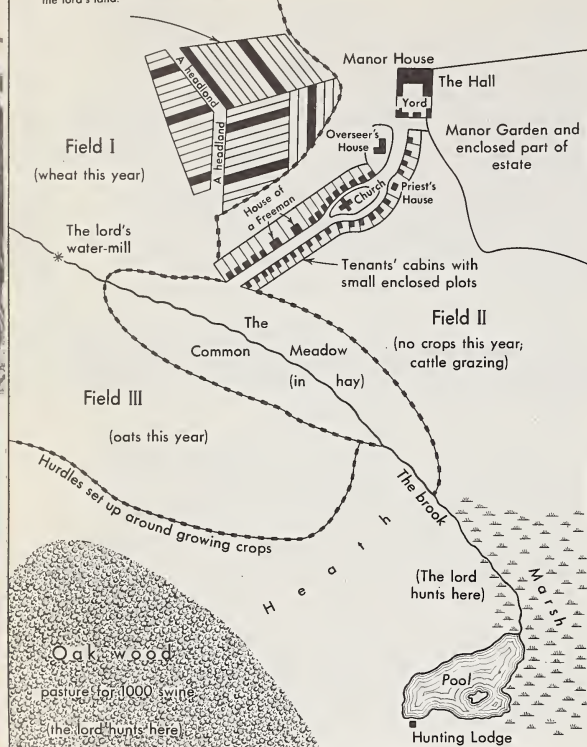 the lord's land.
Manor House
The Hall
Yord
A headland
A headland
Field I
(wheat this year)
Overseer's
House
Manor Garden and
enclosed part of
estate
Church
Priest's
House
House of
a Freeman
The lord's
water-mill
Tenants' cabins with
small enclosed plots
Field II
(no crops this year;
cattle grazing)
The
Common Meadow
(in hay)
Field III
(oats this year)
Hurdles set up around growing crops
The brook
Heath
Marsh
(The lord
hunts here)
Oak wood
pasture for 1000 swine
(the lord hunts here)
Pool
Hunting Lodge